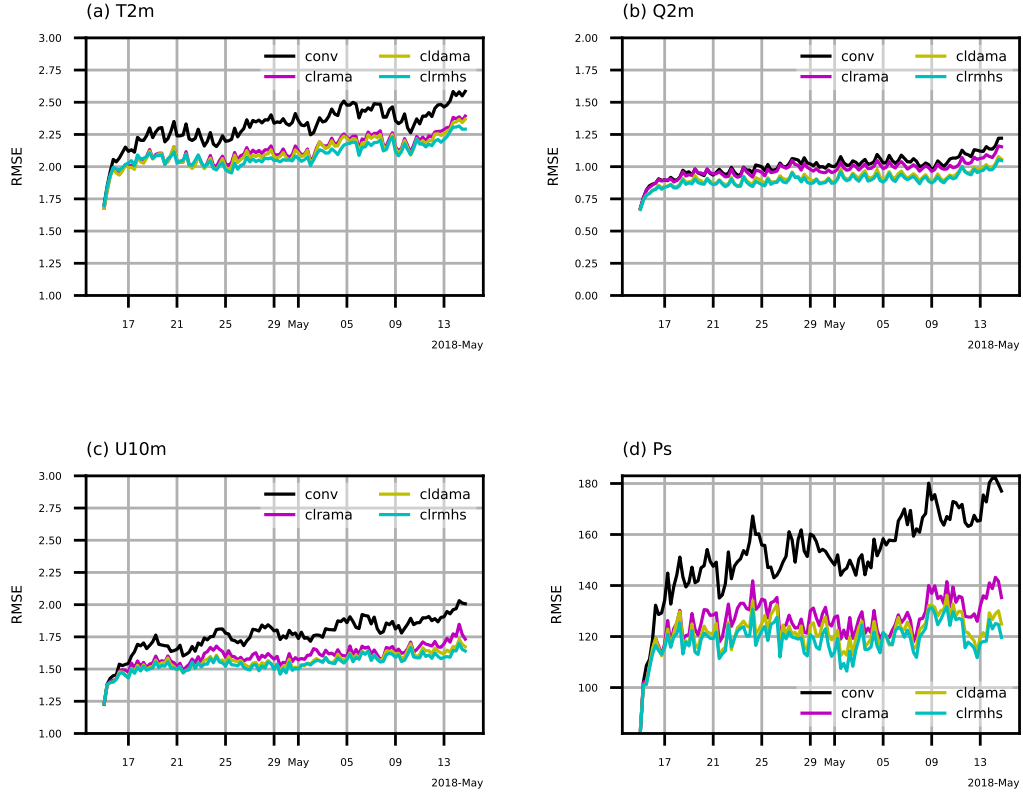 (a) T2m
3.00
2.75
2.50
2.25
2.00
1.75
1.50
1.25
1.00
RMSE
conv
clrama
cldama
clrmhs
17 21 25 29 May 05 09 13
2018-May
(b) Q2m
2.00
1.75
1.50
1.25
1.00
0.75
0.50
0.25
0.00
RMSE
conv
clrama
cldama
clrmhs
17 21 25 29 May 05 09 13
2018-May
(c) U10m
3.00
2.75
2.50
2.25
2.00
1.75
1.50
1.25
1.00
RMSE
conv
clrama
cldama
clrmhs
17 21 25 29 May 05 09 13
2018-May
(d) Ps
180
160
140
120
100
RMSE
conv
clrama
cldama
clrmhs
17 21 25 29 May 05 09 13
2018-May